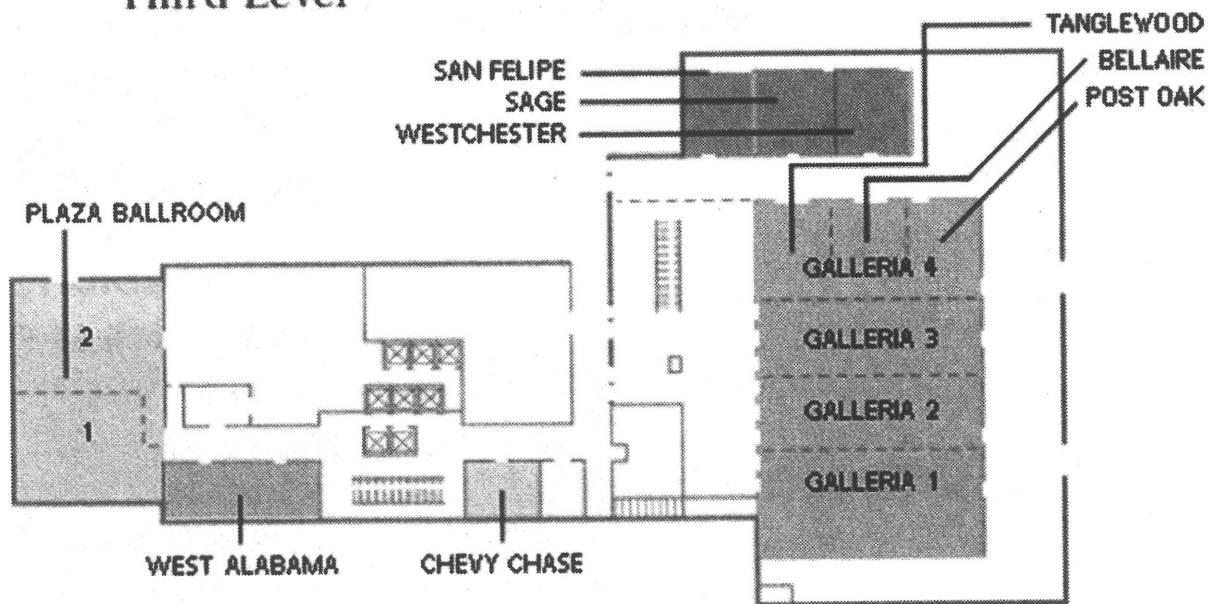 Third Level
TANGLEWOOD
BELLAIRE
POST OAK
SAN FELIPE
SAGE
WESTCHESTER
PLAZA BALLROOM
2
1
GALLERIA 4
GALLERIA 3
GALLERIA 2
GALLERIA 1
WEST ALABAMA
CHEVY CHASE